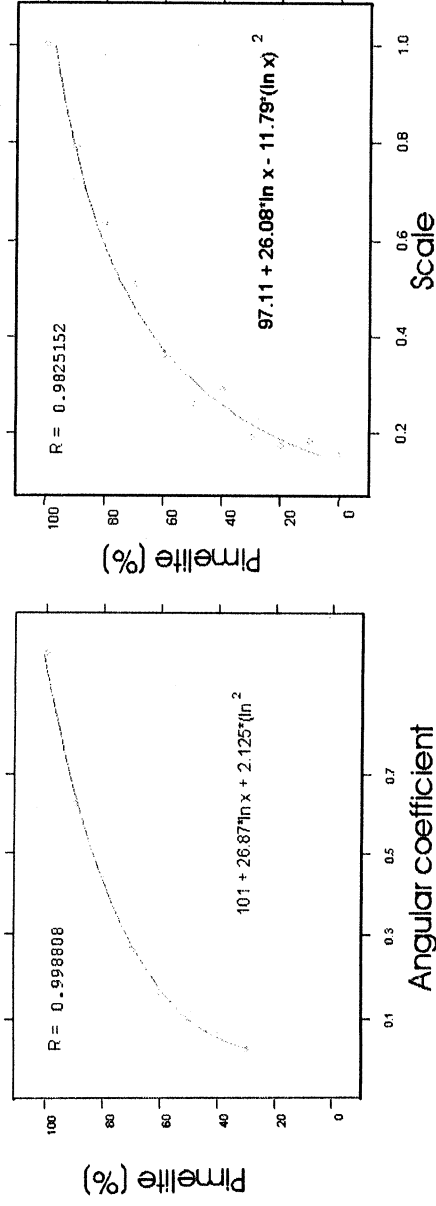 Pimelite (%)
100
80
60
40
20
0
R = 0.998808
101 + 26.87*ln x + 2.125*(ln 2
0.1 0.3 0.5 0.7
Angular coefficient
Pimelite (%)
100
80
60
40
20
0
R = 0.9825152
97.11 + 26.08*ln x - 11.79*(ln x) 2
0.2 0.4 0.6 0.8 1.0
Scale